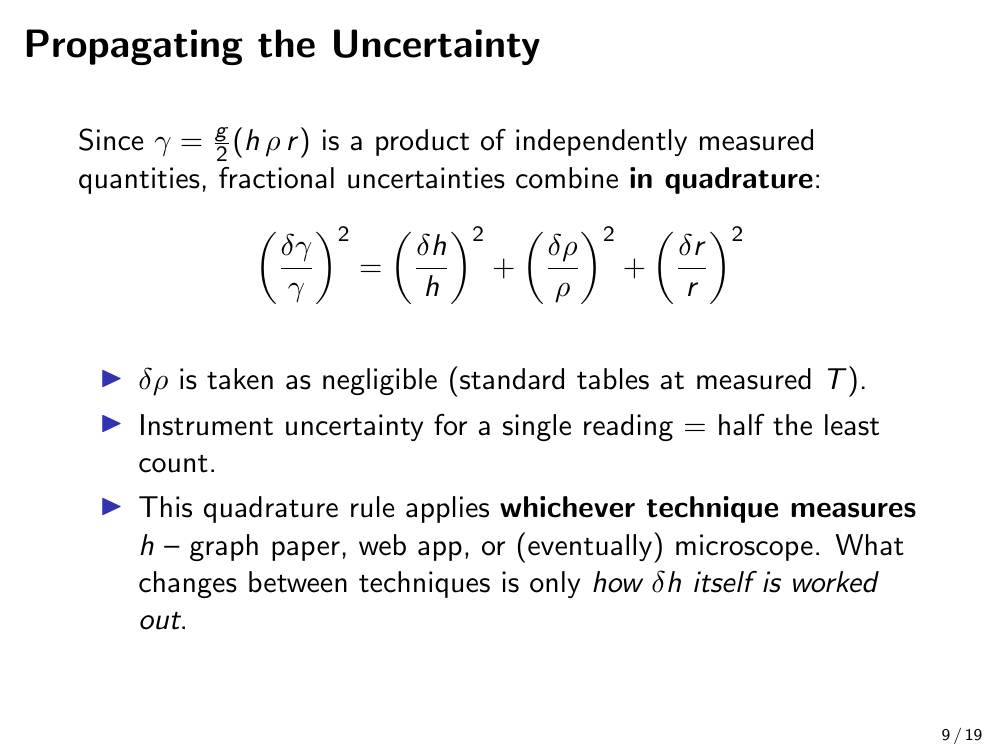 Propagating the Uncertainty
Since γ = g/2 (h ρ r) is a product of independently measured
quantities, fractional uncertainties combine in quadrature:
(δγ/γ)² = (δh/h)² + (δρ/ρ)² + (δr/r)²
▶ δρ is taken as negligible (standard tables at measured T).
▶ Instrument uncertainty for a single reading = half the least
count.
▶ This quadrature rule applies whichever technique measures
h – graph paper, web app, or (eventually) microscope. What
changes between techniques is only how δh itself is worked
out.
9 / 19